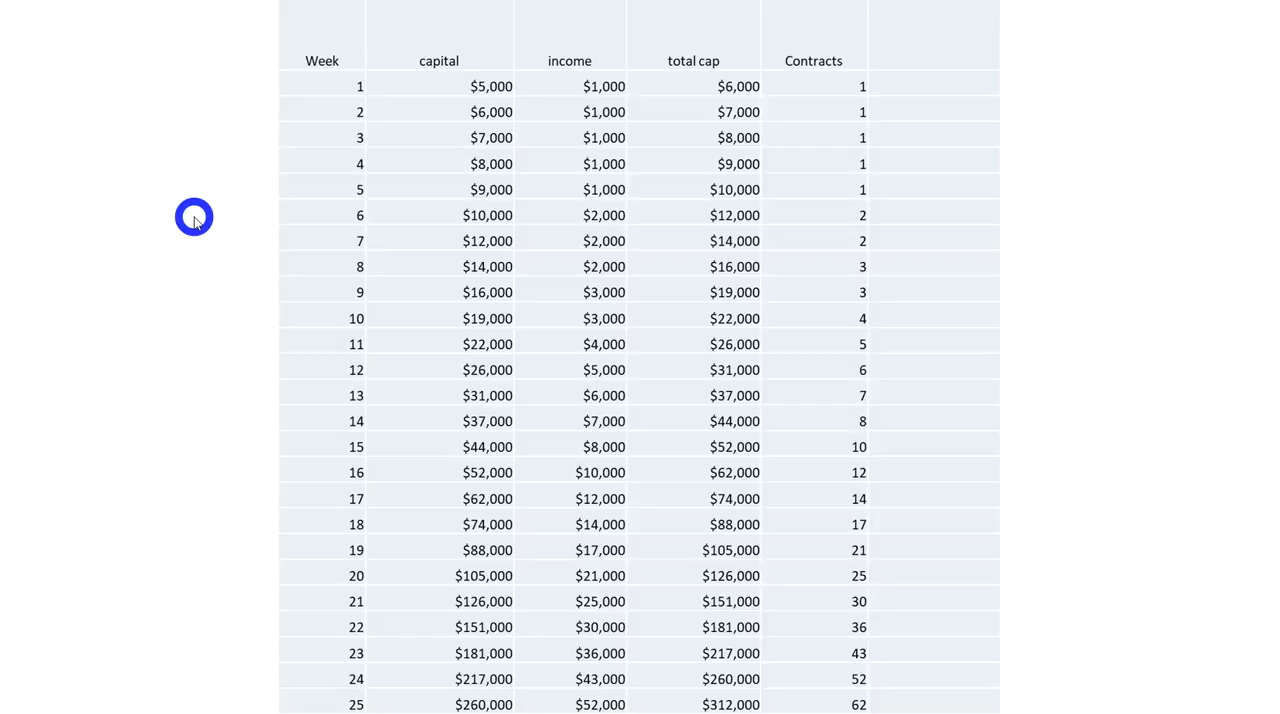 Week capital income total cap Contracts
1 $5,000 $1,000 $6,000 1
2 $6,000 $1,000 $7,000 1
3 $7,000 $1,000 $8,000 1
4 $8,000 $1,000 $9,000 1
5 $9,000 $1,000 $10,000 1
6 $10,000 $2,000 $12,000 2
7 $12,000 $2,000 $14,000 2
8 $14,000 $2,000 $16,000 3
9 $16,000 $3,000 $19,000 3
10 $19,000 $3,000 $22,000 4
11 $22,000 $4,000 $26,000 5
12 $26,000 $5,000 $31,000 6
13 $31,000 $6,000 $37,000 7
14 $37,000 $7,000 $44,000 8
15 $44,000 $8,000 $52,000 10
16 $52,000 $10,000 $62,000 12
17 $62,000 $12,000 $74,000 14
18 $74,000 $14,000 $88,000 17
19 $88,000 $17,000 $105,000 21
20 $105,000 $21,000 $126,000 25
21 $126,000 $25,000 $151,000 30
22 $151,000 $30,000 $181,000 36
23 $181,000 $36,000 $217,000 43
24 $217,000 $43,000 $260,000 52
25 $260,000 $52,000 $312,000 62